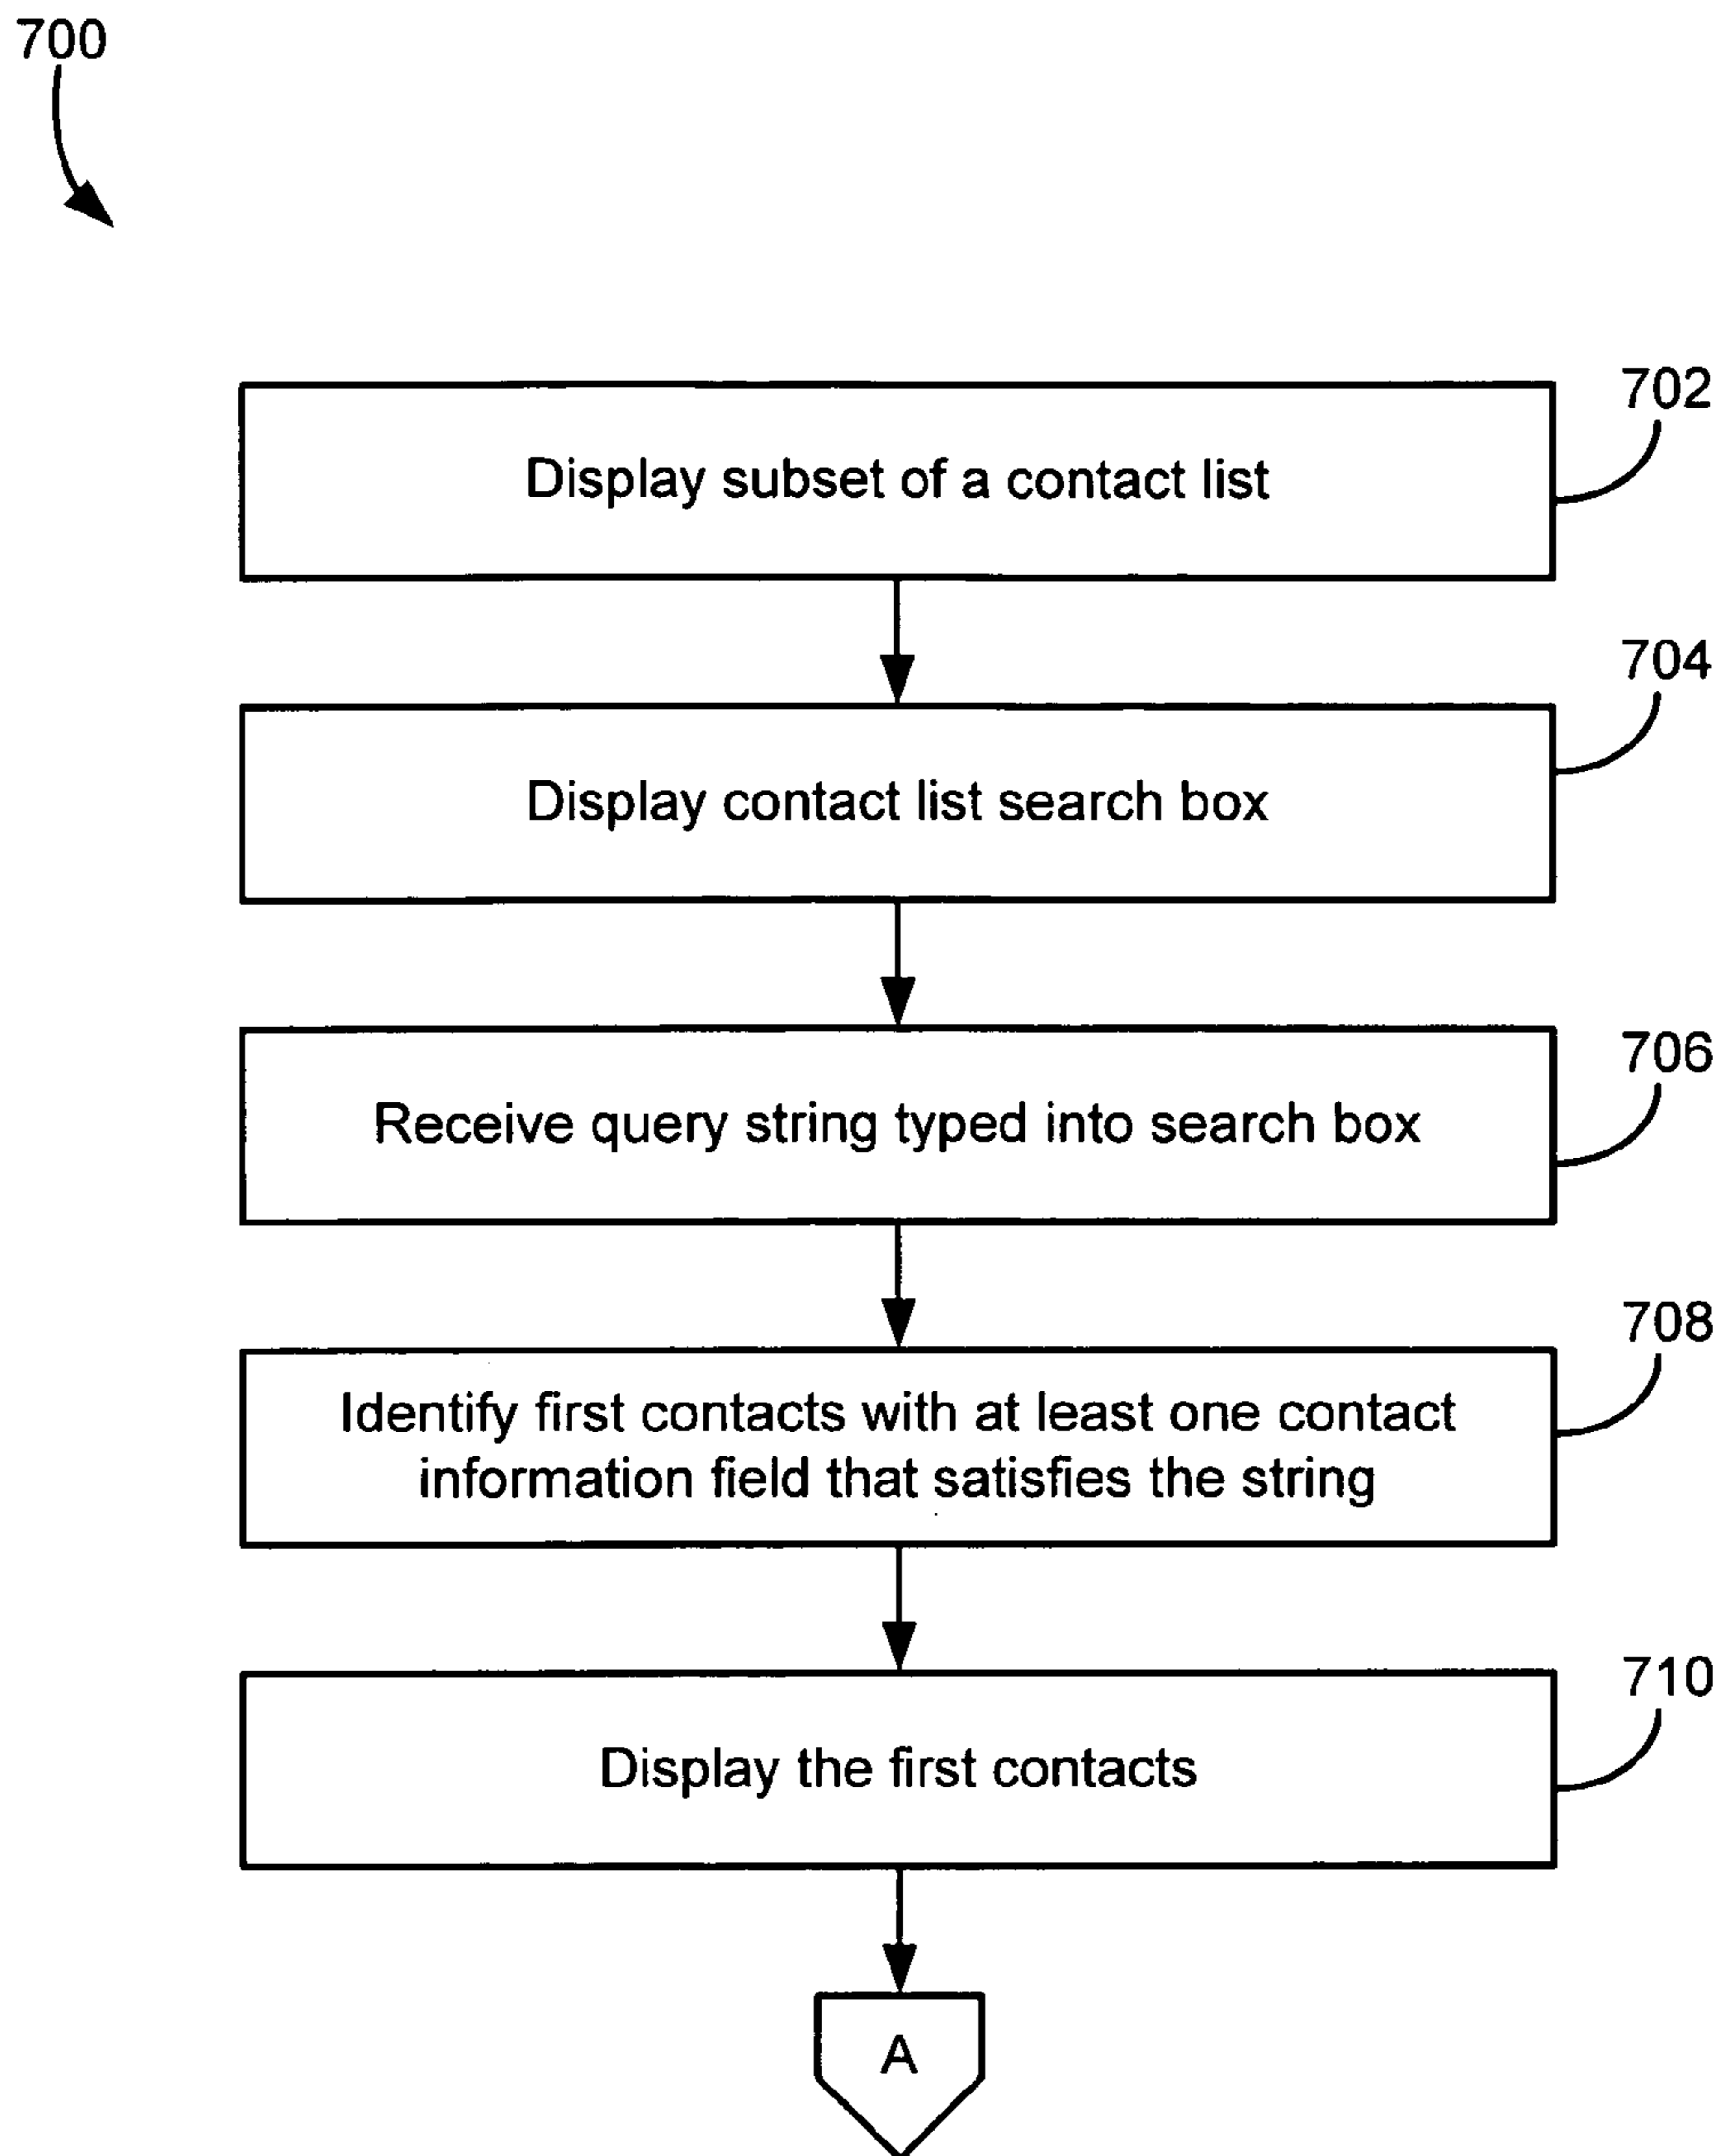 700
702
Display subset of a contact list
704
Display contact list search box
706
Receive query string typed into search box
708
Identify first contacts with at least one contact
information field that satisfies the string
710
Display the first contacts
A